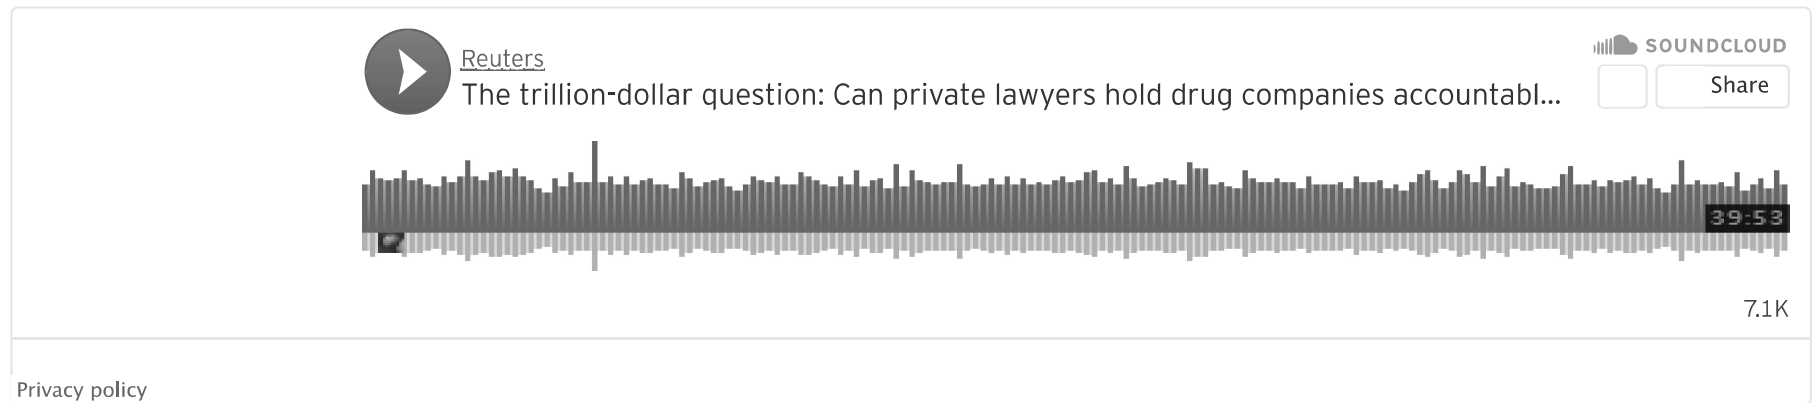 Reuters
SOUNDCLOUD
The trillion-dollar question: Can private lawyers hold drug companies accountabl...
Share
39:53
7.1K
Privacy policy